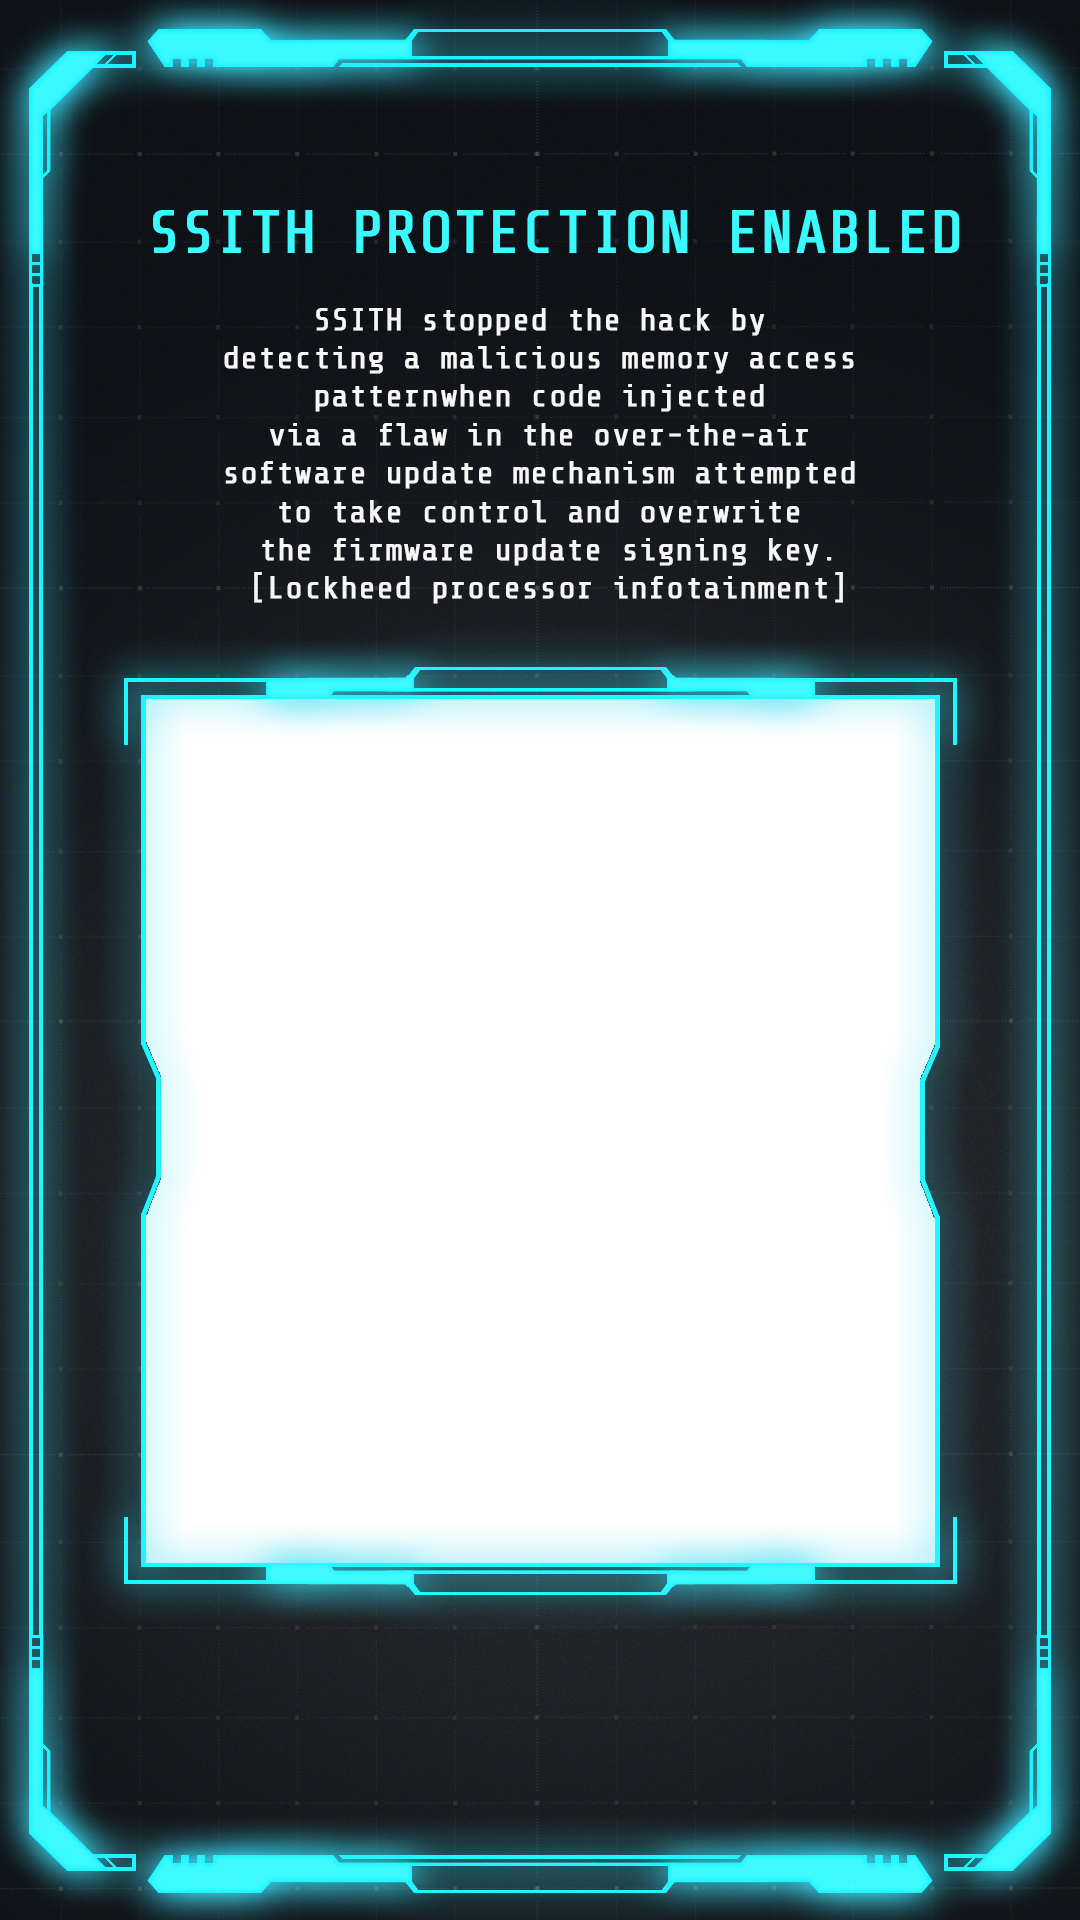 SSITH PROTECTION ENABLED
SSITH stopped the hack by
detecting a malicious memory access
patternwhen code injected
via a flaw in the over-the-air
software update mechanism attempted
to take control and overwrite
the firmware update signing key.
[Lockheed processor infotainment]